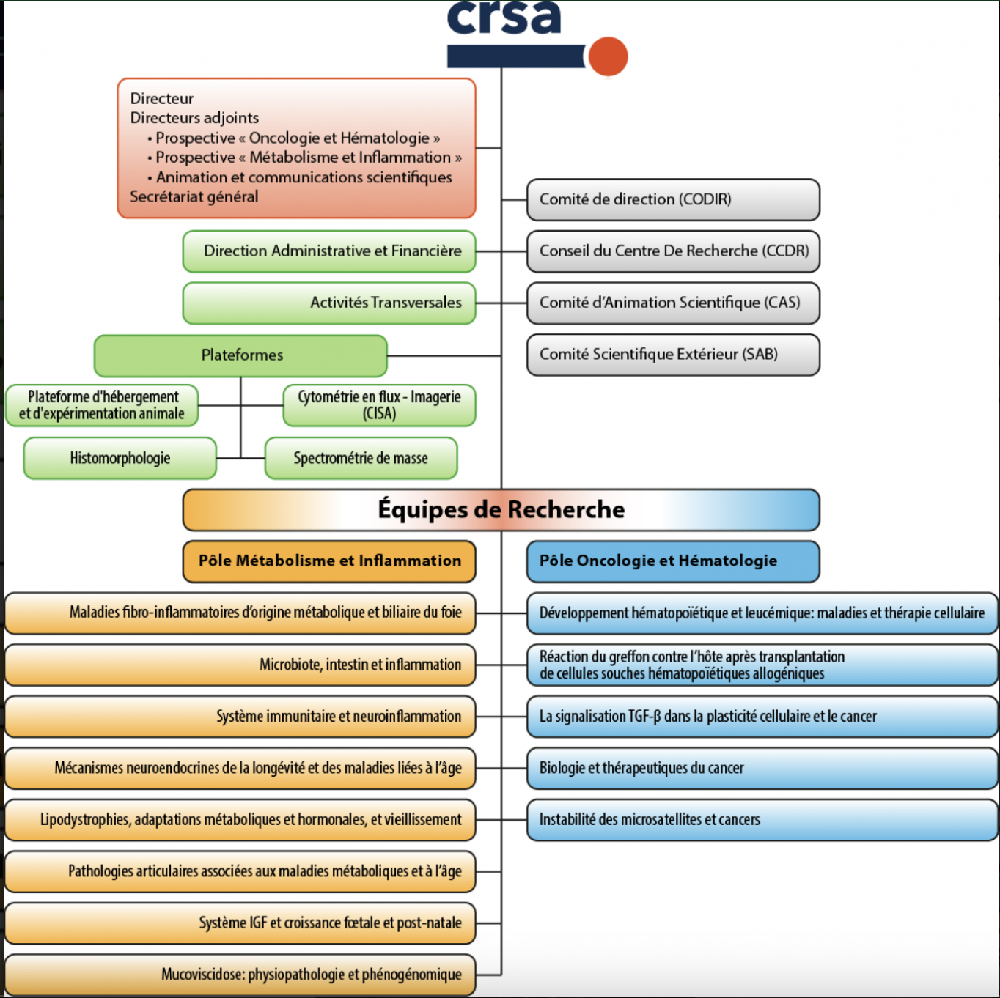 crsa
Directeur
Directeurs adjoints
• Prospective « Oncologie et Hématologie »
• Prospective « Métabolisme et Inflammation »
• Animation et communications scientifiques
Secrétariat général
Comité de direction (CODIR)
Direction Administrative et Financière
Conseil du Centre De Recherche (CCDR)
Activités Transversales
Comité d’Animation Scientifique (CAS)
Plateformes
Comité Scientifique Extérieur (SAB)
Plateforme d'hébergement
et d'expérimentation animale
Cytométrie en flux - Imagerie
(CISA)
Histomorphologie
Spectrométrie de masse
Équipes de Recherche
Pôle Métabolisme et Inflammation
Pôle Oncologie et Hématologie
Maladies fibro-inflammatoires d’origine métabolique et biliaire du foie
Développement hématopoïétique et leucémique: maladies et thérapie cellulaire
Microbiote, intestin et inflammation
Réaction du greffon contre l’hôte après transplantation
de cellules souches hématopoïétiques allogéniques
Système immunitaire et neuroinflammation
La signalisation TGF-β dans la plasticité cellulaire et le cancer
Mécanismes neuroendocrines de la longévité et des maladies liées à l’âge
Biologie et thérapeutiques du cancer
Lipodystrophies, adaptations métaboliques et hormonales, et vieillissement
Instabilité des microsatellites et cancers
Pathologies articulaires associées aux maladies métaboliques et à l’âge
Système IGF et croissance fœtale et post-natale
Mucoviscidose: physiopathologie et phénogénomique